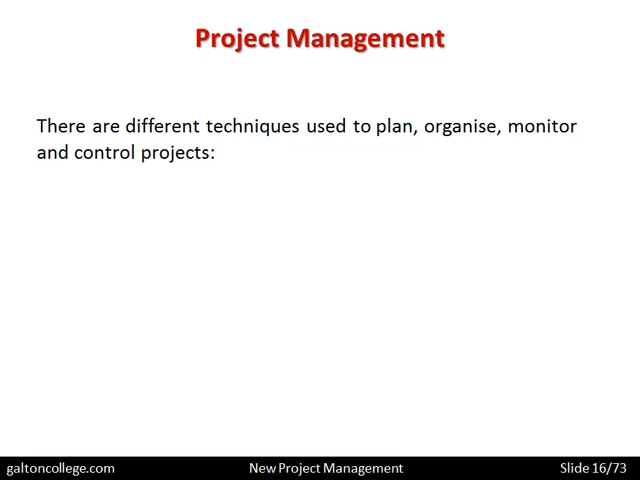 Project Management
There are different techniques used to plan, organise, monitor
and control projects:
galtoncollege.com
New Project Management
Slide 16/73